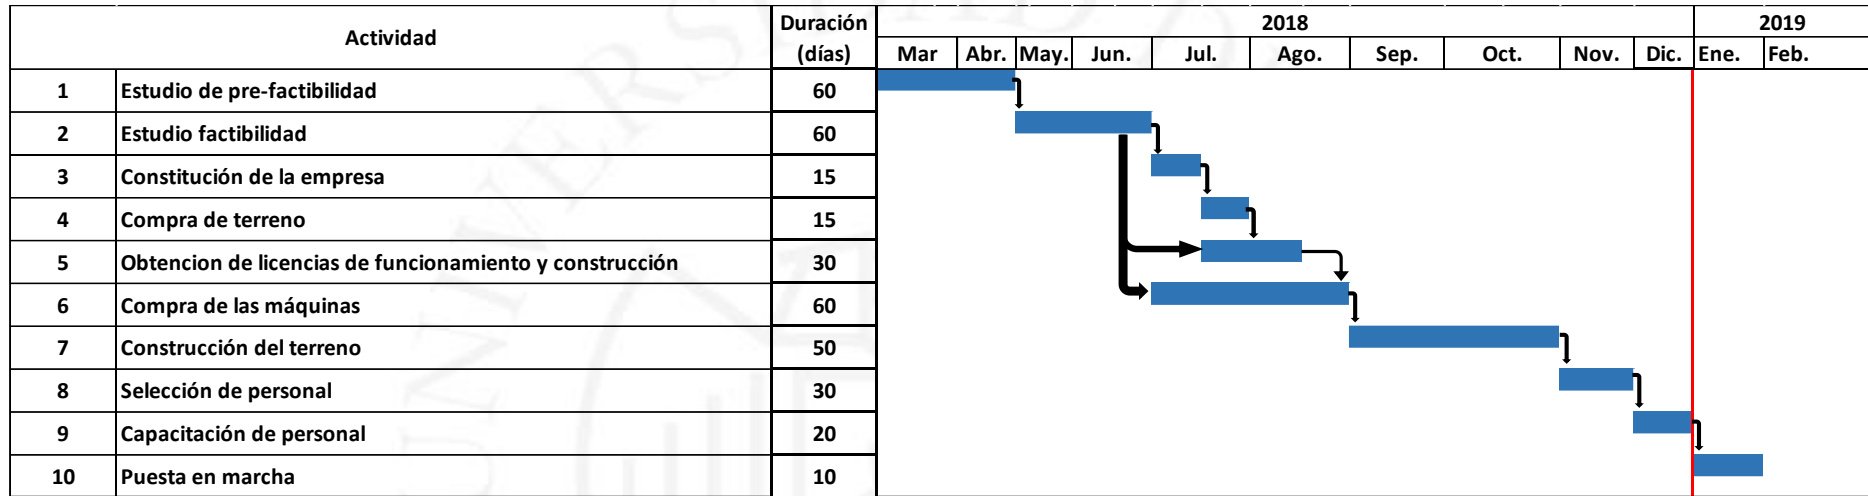 Actividad Duración (días) 2018 2019
Mar Abr. May. Jun. Jul. Ago. Sep. Oct. Nov. Dic. Ene. Feb.
1 Estudio de pre-factibilidad 60
2 Estudio factibilidad 60
3 Constitución de la empresa 15
4 Compra de terreno 15
5 Obtencion de licencias de funcionamiento y construcción 30
6 Compra de las máquinas 60
7 Construcción del terreno 50
8 Selección de personal 30
9 Capacitación de personal 20
10 Puesta en marcha 10